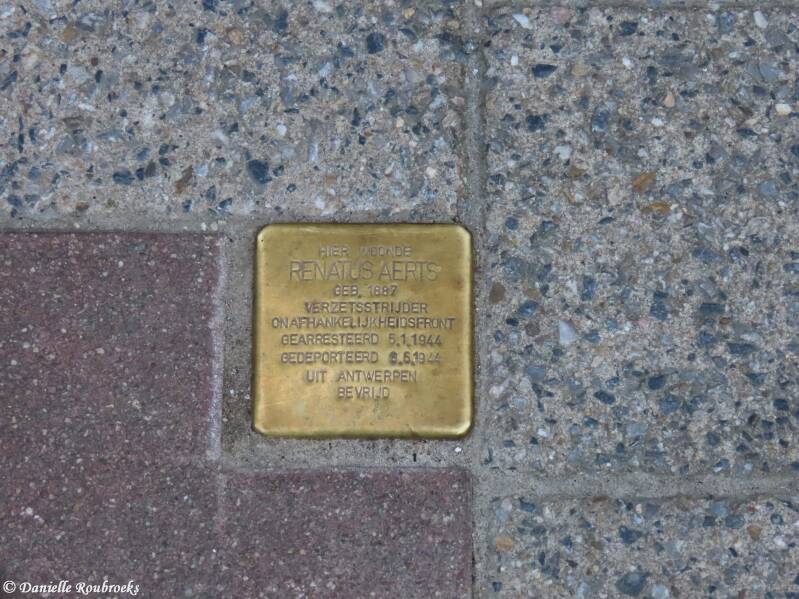 HIER WOONDE
RENATUS AERTS
GEB. 1887
VERZETSSTRIJDER
ONAFHANKELIJKHEIDSFRONT
GEARRESTEERD 5.1.1944
GEDEPORTEERD 8.5.1944
UIT ANTWERPEN
BEVRIJD
© Danielle Roubroeks